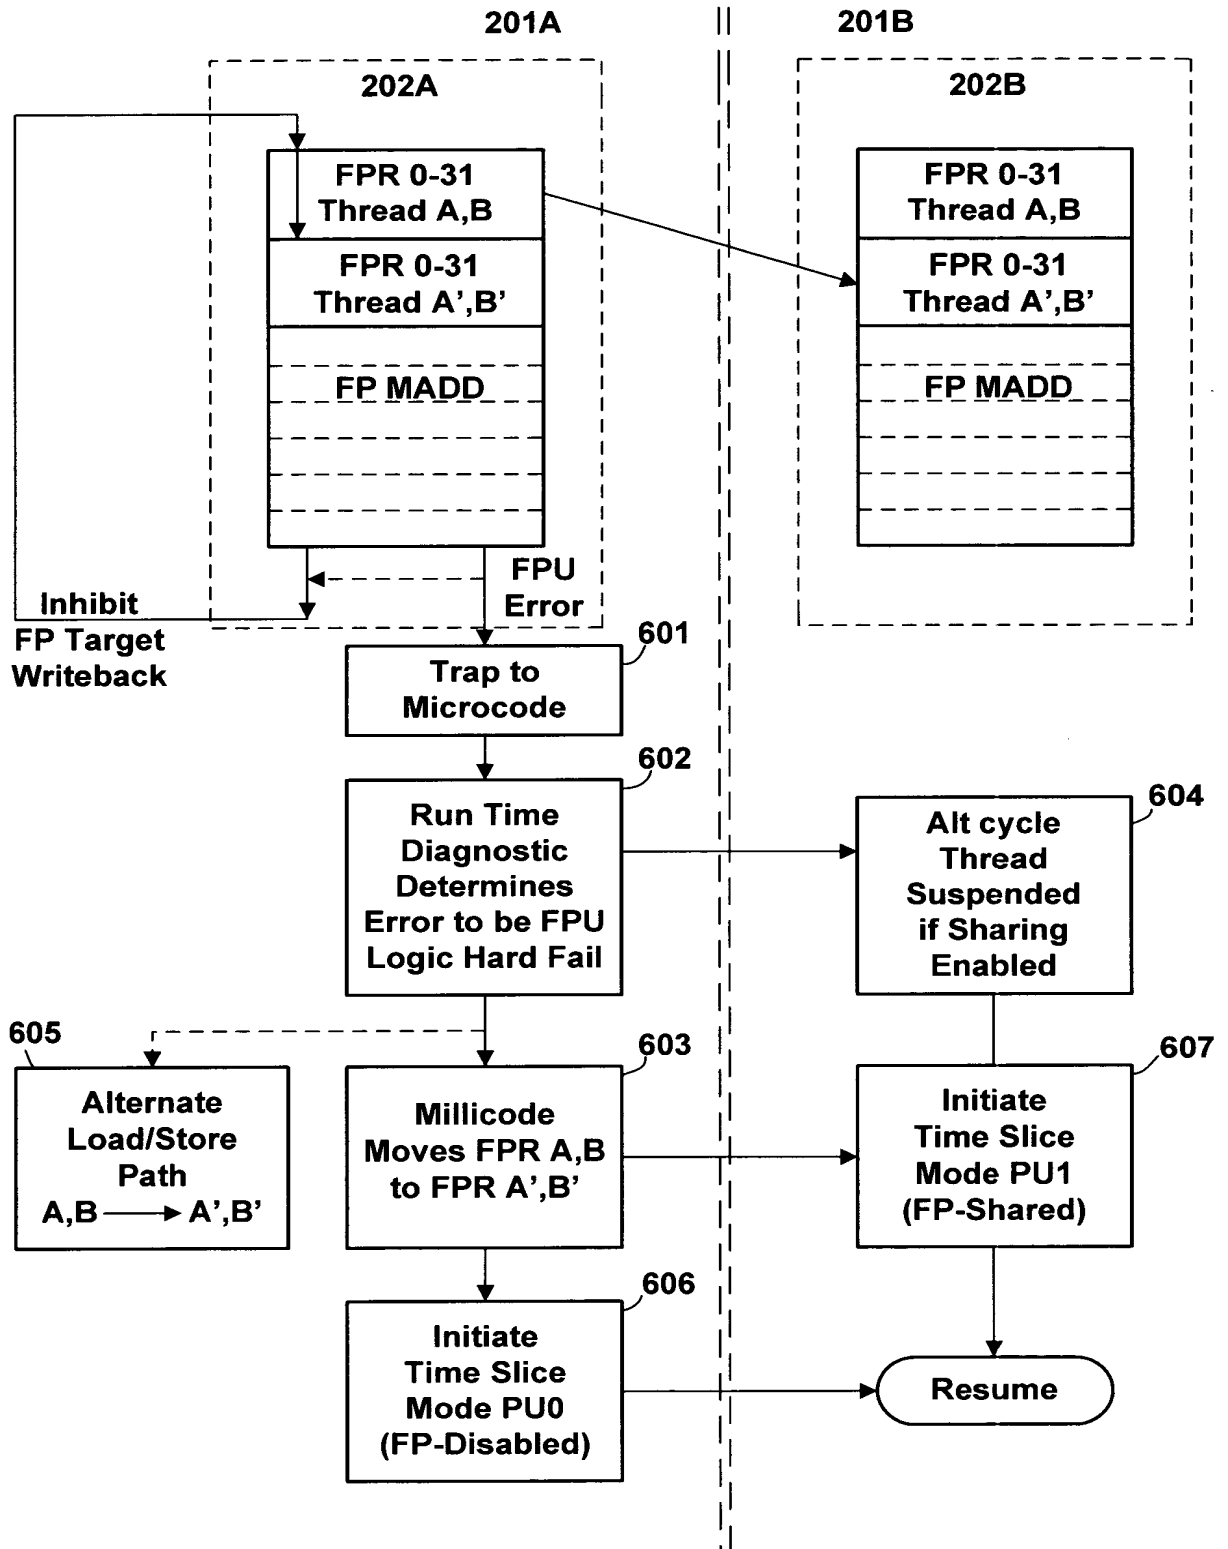 201A
201B
202A
202B
FPR 0-31
Thread A,B
FPR 0-31
Thread A',B'
FP MADD
FPR 0-31
Thread A,B
FPR 0-31
Thread A',B'
FP MADD
FPU
Error
Inhibit
FP Target
Writeback
601
Trap to
Microcode
602
Run Time
Diagnostic
Determines
Error to be FPU
Logic Hard Fail
604
Alt cycle
Thread
Suspended
if Sharing
Enabled
605
Alternate
Load/Store
Path
A,B → A',B'
603
Millicode
Moves FPR A,B
to FPR A',B'
607
Initiate
Time Slice
Mode PU1
(FP-Shared)
606
Initiate
Time Slice
Mode PU0
(FP-Disabled)
Resume